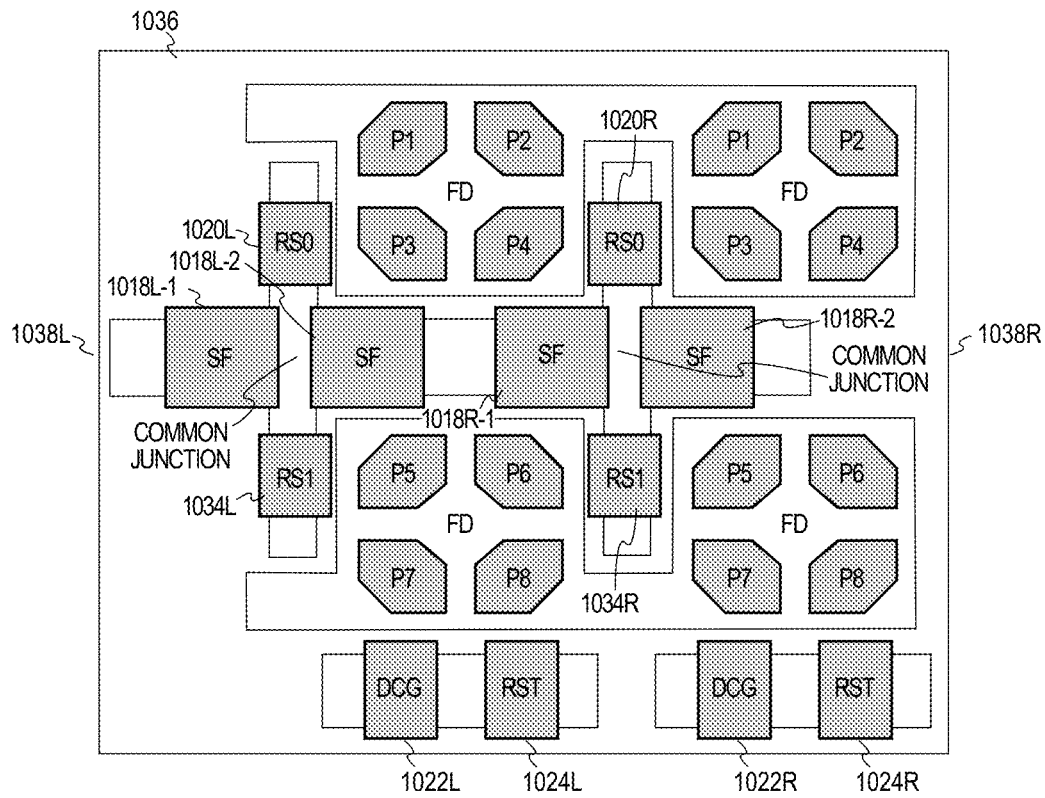 1036
1020R
P1
P2
P1
P2
FD
FD
1020L
RS0
RS0
P3
P4
P3
P4
1018L-2
1018L-1
1018R-2
1038L
SF
SF
SF
SF
1038R
COMMON
JUNCTION
1018R-1
COMMON
JUNCTION
P5
P6
P5
P6
RS1
RS1
1034L
FD
FD
P7
P8
P7
P8
1034R
DCG
RST
DCG
RST
1022L
1024L
1022R
1024R